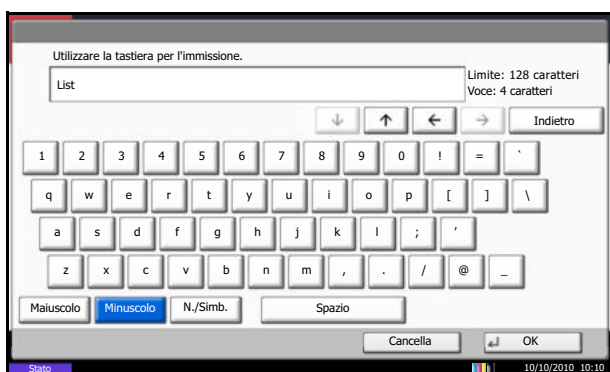 Utilizzare la tastiera per l'immissione.
List
Limite: 128 caratteri
Voce: 4 caratteri
↓ ↑ ← → Indietro
1 2 3 4 5 6 7 8 9 0 ! = `
q w e r t y u i o p [ ] \
a s d f g h j k l ; ′
z x c v b n m , . / @ _
Maiuscolo Minuscolo N./Simb. Spazio
Cancella OK
Stato 10/10/2010 10:10